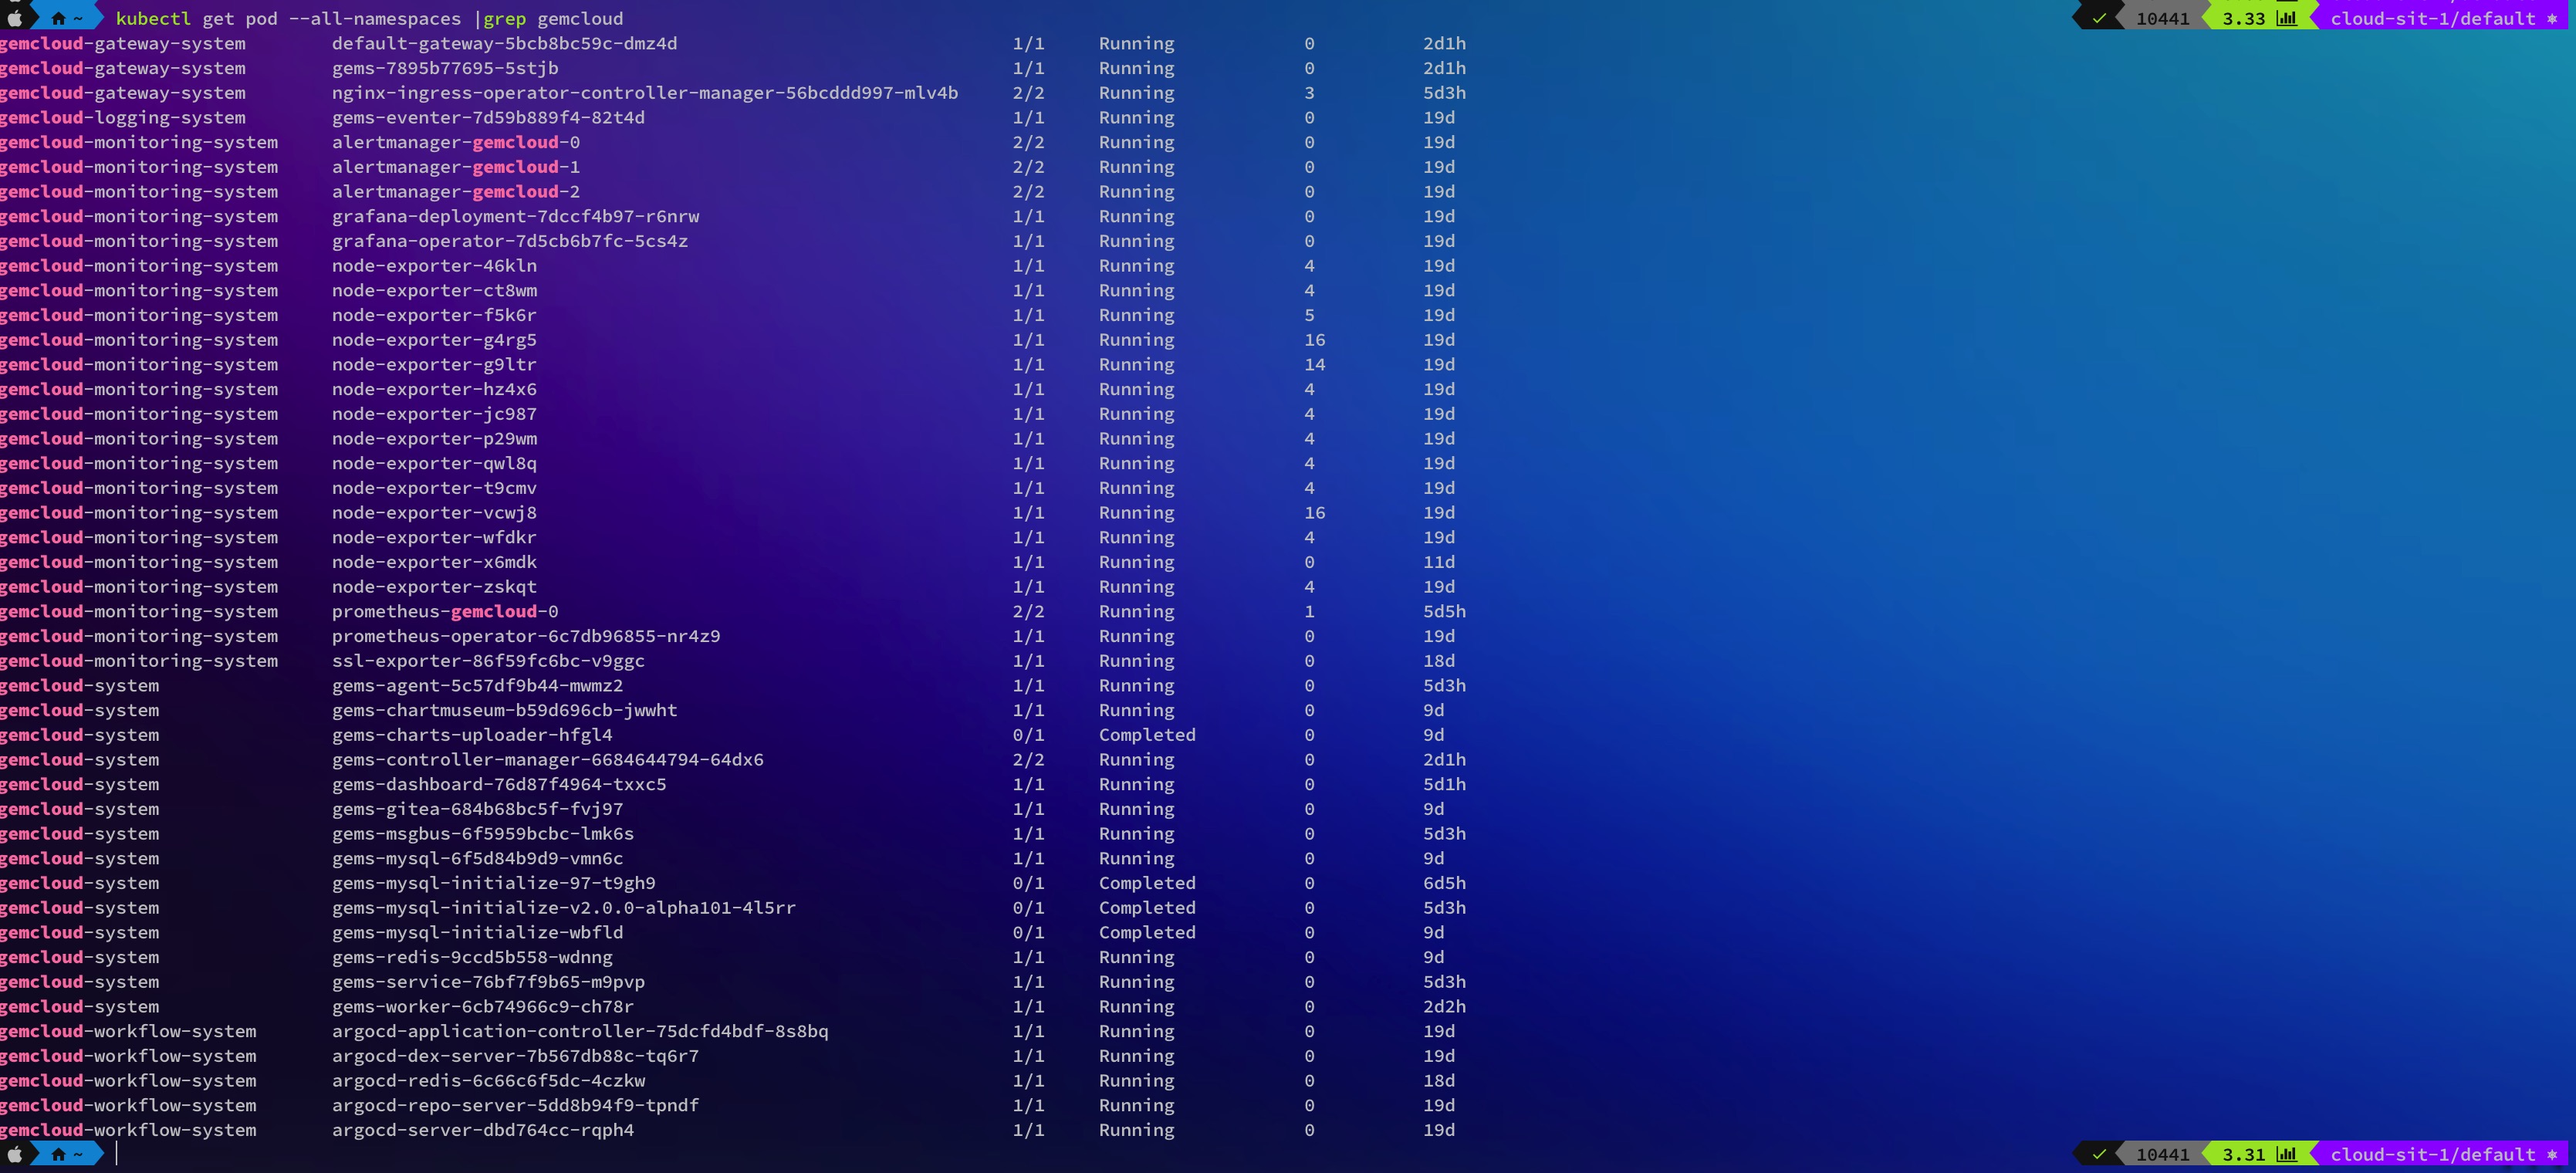 ~ kubectl get pod --all-namespaces |grep gemcloud ✓ 10441 3.33 cloud-sit-1/default
gemcloud-gateway-system default-gateway-5bcb8bc59c-dmz4d 1/1 Running 0 2d1h
gemcloud-gateway-system gems-7895b77695-5stjb 1/1 Running 0 2d1h
gemcloud-gateway-system nginx-ingress-operator-controller-manager-56bcddd997-mlv4b 2/2 Running 3 5d3h
gemcloud-logging-system gems-eventer-7d59b889f4-82t4d 1/1 Running 0 19d
gemcloud-monitoring-system alertmanager-gemcloud-0 2/2 Running 0 19d
gemcloud-monitoring-system alertmanager-gemcloud-1 2/2 Running 0 19d
gemcloud-monitoring-system alertmanager-gemcloud-2 2/2 Running 0 19d
gemcloud-monitoring-system grafana-deployment-7dccf4b97-r6nrw 1/1 Running 0 19d
gemcloud-monitoring-system grafana-operator-7d5cb6b7fc-5cs4z 1/1 Running 0 19d
gemcloud-monitoring-system node-exporter-46kln 1/1 Running 4 19d
gemcloud-monitoring-system node-exporter-ct8wm 1/1 Running 4 19d
gemcloud-monitoring-system node-exporter-f5k6r 1/1 Running 5 19d
gemcloud-monitoring-system node-exporter-g4rg5 1/1 Running 16 19d
gemcloud-monitoring-system node-exporter-g9ltr 1/1 Running 14 19d
gemcloud-monitoring-system node-exporter-hz4x6 1/1 Running 4 19d
gemcloud-monitoring-system node-exporter-jc987 1/1 Running 4 19d
gemcloud-monitoring-system node-exporter-p29wm 1/1 Running 4 19d
gemcloud-monitoring-system node-exporter-qwl8q 1/1 Running 4 19d
gemcloud-monitoring-system node-exporter-t9cmv 1/1 Running 4 19d
gemcloud-monitoring-system node-exporter-vcwj8 1/1 Running 16 19d
gemcloud-monitoring-system node-exporter-wfdkr 1/1 Running 4 19d
gemcloud-monitoring-system node-exporter-x6mdk 1/1 Running 0 11d
gemcloud-monitoring-system node-exporter-zskqt 1/1 Running 4 19d
gemcloud-monitoring-system prometheus-gemcloud-0 2/2 Running 1 5d5h
gemcloud-monitoring-system prometheus-operator-6c7db96855-nr4z9 1/1 Running 0 19d
gemcloud-monitoring-system ssl-exporter-86f59fc6bc-v9ggc 1/1 Running 0 18d
gemcloud-system gems-agent-5c57df9b44-mwmz2 1/1 Running 0 5d3h
gemcloud-system gems-chartmuseum-b59d696cb-jwwht 1/1 Running 0 9d
gemcloud-system gems-charts-uploader-hfgl4 0/1 Completed 0 9d
gemcloud-system gems-controller-manager-6684644794-64dx6 2/2 Running 0 2d1h
gemcloud-system gems-dashboard-76d87f4964-txxc5 1/1 Running 0 5d1h
gemcloud-system gems-gitea-684b68bc5f-fvj97 1/1 Running 0 9d
gemcloud-system gems-msgbus-6f5959bcbc-lmk6s 1/1 Running 0 5d3h
gemcloud-system gems-mysql-6f5d84b9d9-vmn6c 1/1 Running 0 9d
gemcloud-system gems-mysql-initialize-97-t9gh9 0/1 Completed 0 6d5h
gemcloud-system gems-mysql-initialize-v2.0.0-alpha101-4l5rr 0/1 Completed 0 5d3h
gemcloud-system gems-mysql-initialize-wbfld 0/1 Completed 0 9d
gemcloud-system gems-redis-9ccd5b558-wdnng 1/1 Running 0 9d
gemcloud-system gems-service-76bf7f9b65-m9pvp 1/1 Running 0 5d3h
gemcloud-system gems-worker-6cb74966c9-ch78r 1/1 Running 0 2d2h
gemcloud-workflow-system argocd-application-controller-75dcfd4bdf-8s8bq 1/1 Running 0 19d
gemcloud-workflow-system argocd-dex-server-7b567db88c-tq6r7 1/1 Running 0 19d
gemcloud-workflow-system argocd-redis-6c66c6f5dc-4czkw 1/1 Running 0 18d
gemcloud-workflow-system argocd-repo-server-5dd8b94f9-tpndf 1/1 Running 0 19d
gemcloud-workflow-system argocd-server-dbd764cc-rqph4 1/1 Running 0 19d
~ ✓ 10441 3.31 cloud-sit-1/default